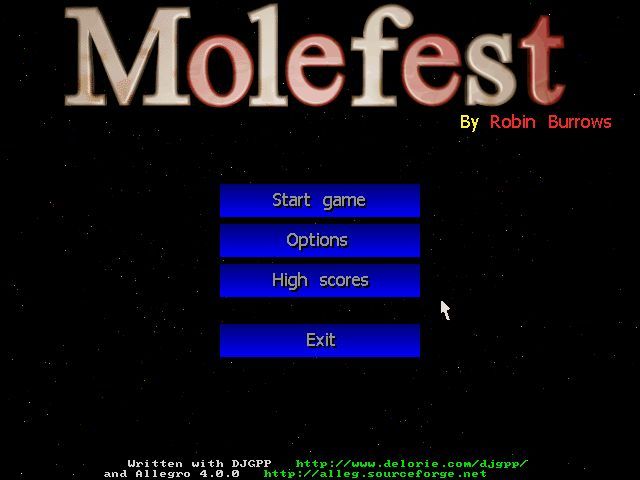 Molefest
By Robin Burrows
Start game
Options
High scores
Exit
Written with DJGPP http://www.delorie.com/djgpp/
and Allegro 4.0.0 http://alleg.sourceforge.net